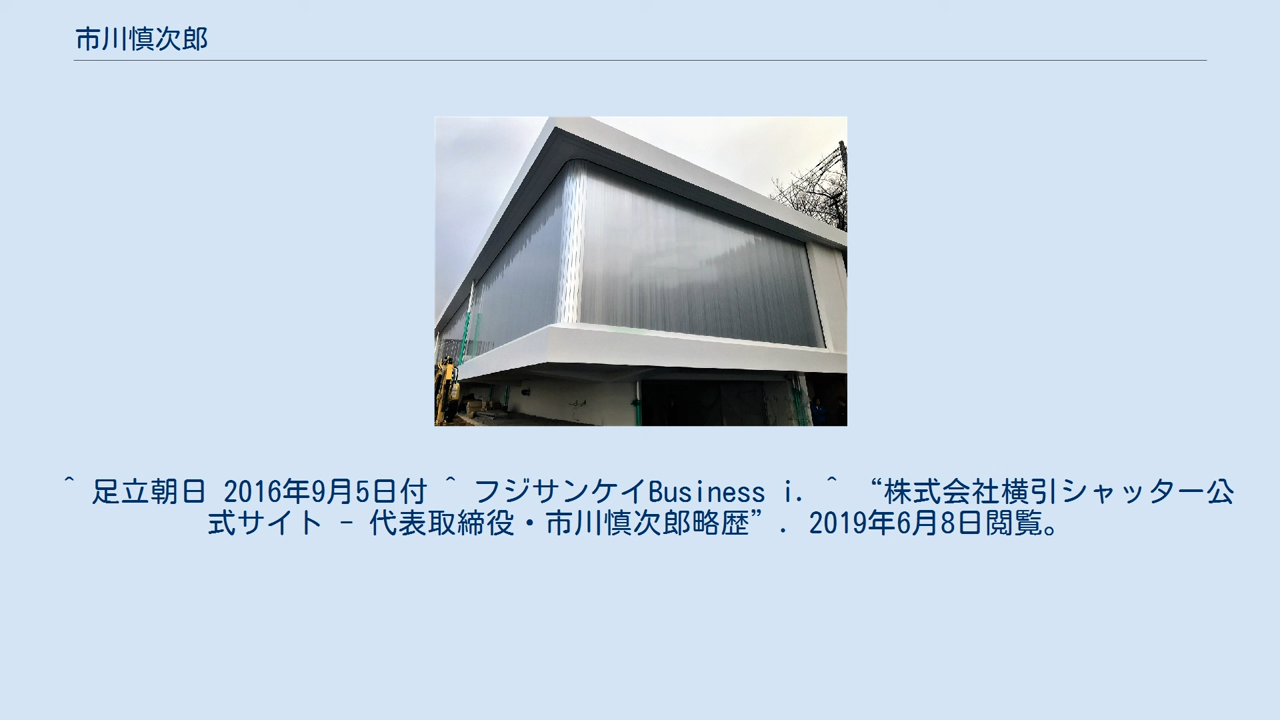 市川慎次郎
^ 足立朝日 2016年9月5日付 ^ フジサンケイBusiness i. ^ “株式会社横引シャッター公
式サイト - 代表取締役・市川慎次郎略歴”. 2019年6月8日閲覧。